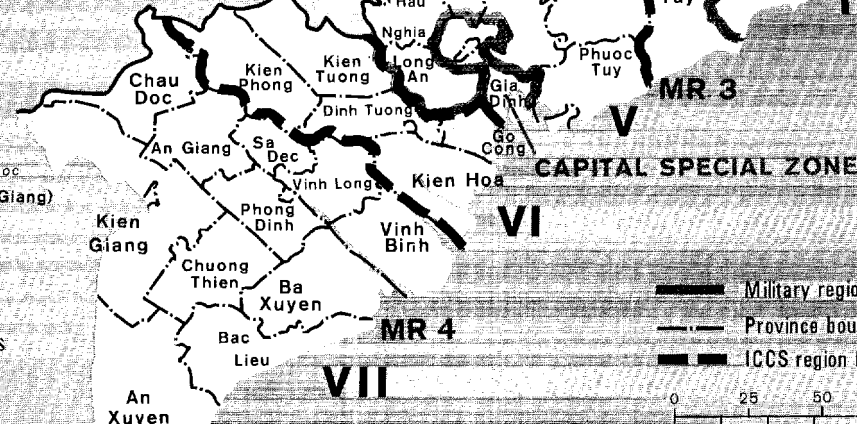 Hau
Nghia
Tuy
Phuoc
Tuy
Kien
Tuong
Long
An
Kien
Phong
Chau
Doc
Gia
Dinh
MR 3
V
Dinh Tuong
Go
Cong
An Giang
Sa
Dec
CAPITAL SPECIAL ZONE
Vinh Long
Kien Hoa
Giang)
Phong
Dinh
Kien
Giang
Vinh
Binh
VI
Chuong
Thien
Ba
Xuyen
Military regio
Province bou
ICCS region
MR 4
Bac
Lieu
VII
An
Xuyen
0 25 50